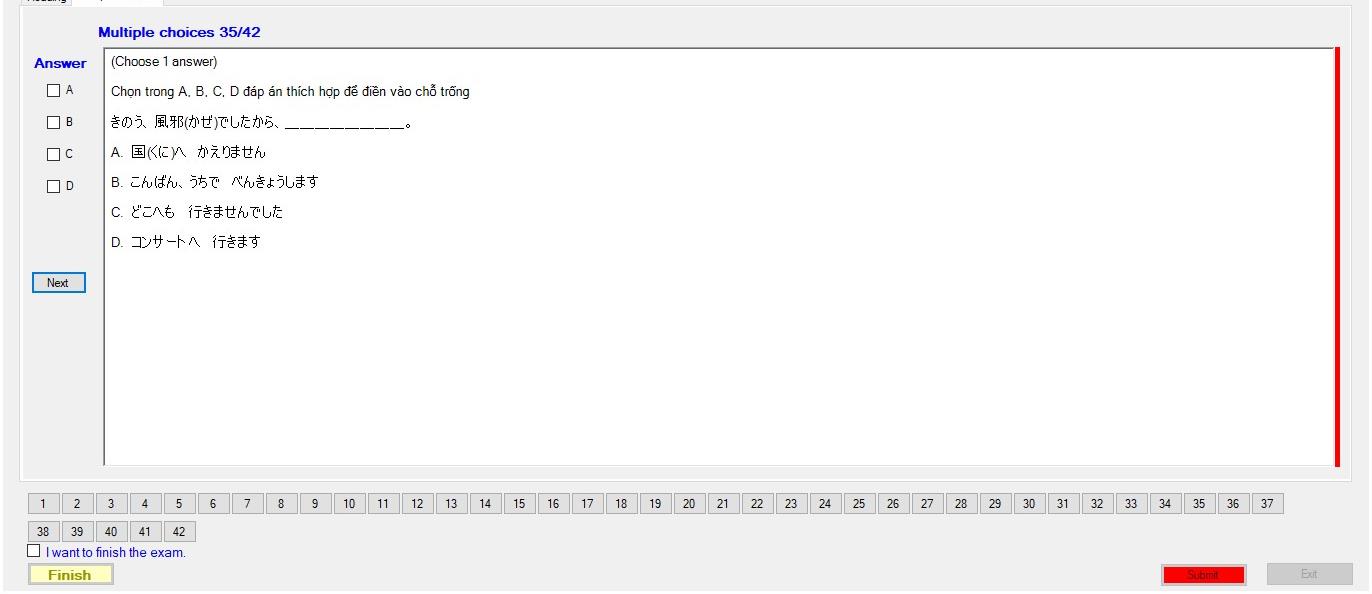 Multiple choices 35/42
Answer
(Choose 1 answer)
A
Chọn trong A, B, C, D đáp án thích hợp để điền vào chỗ trống
B
きのう、風邪(かぜ)でしたから、________________。
C
A. 国(くに)へ　かえりません
D
B. こんばん、うちで　べんきょうします
C. どこへも　行きませんでした
D. コンサートへ　行きます
Next
1 2 3 4 5 6 7 8 9 10 11 12 13 14 15 16 17 18 19 20 21 22 23 24 25 26 27 28 29 30 31 32 33 34 35 36 37
38 39 40 41 42
I want to finish the exam.
Finish
Submit
Exit